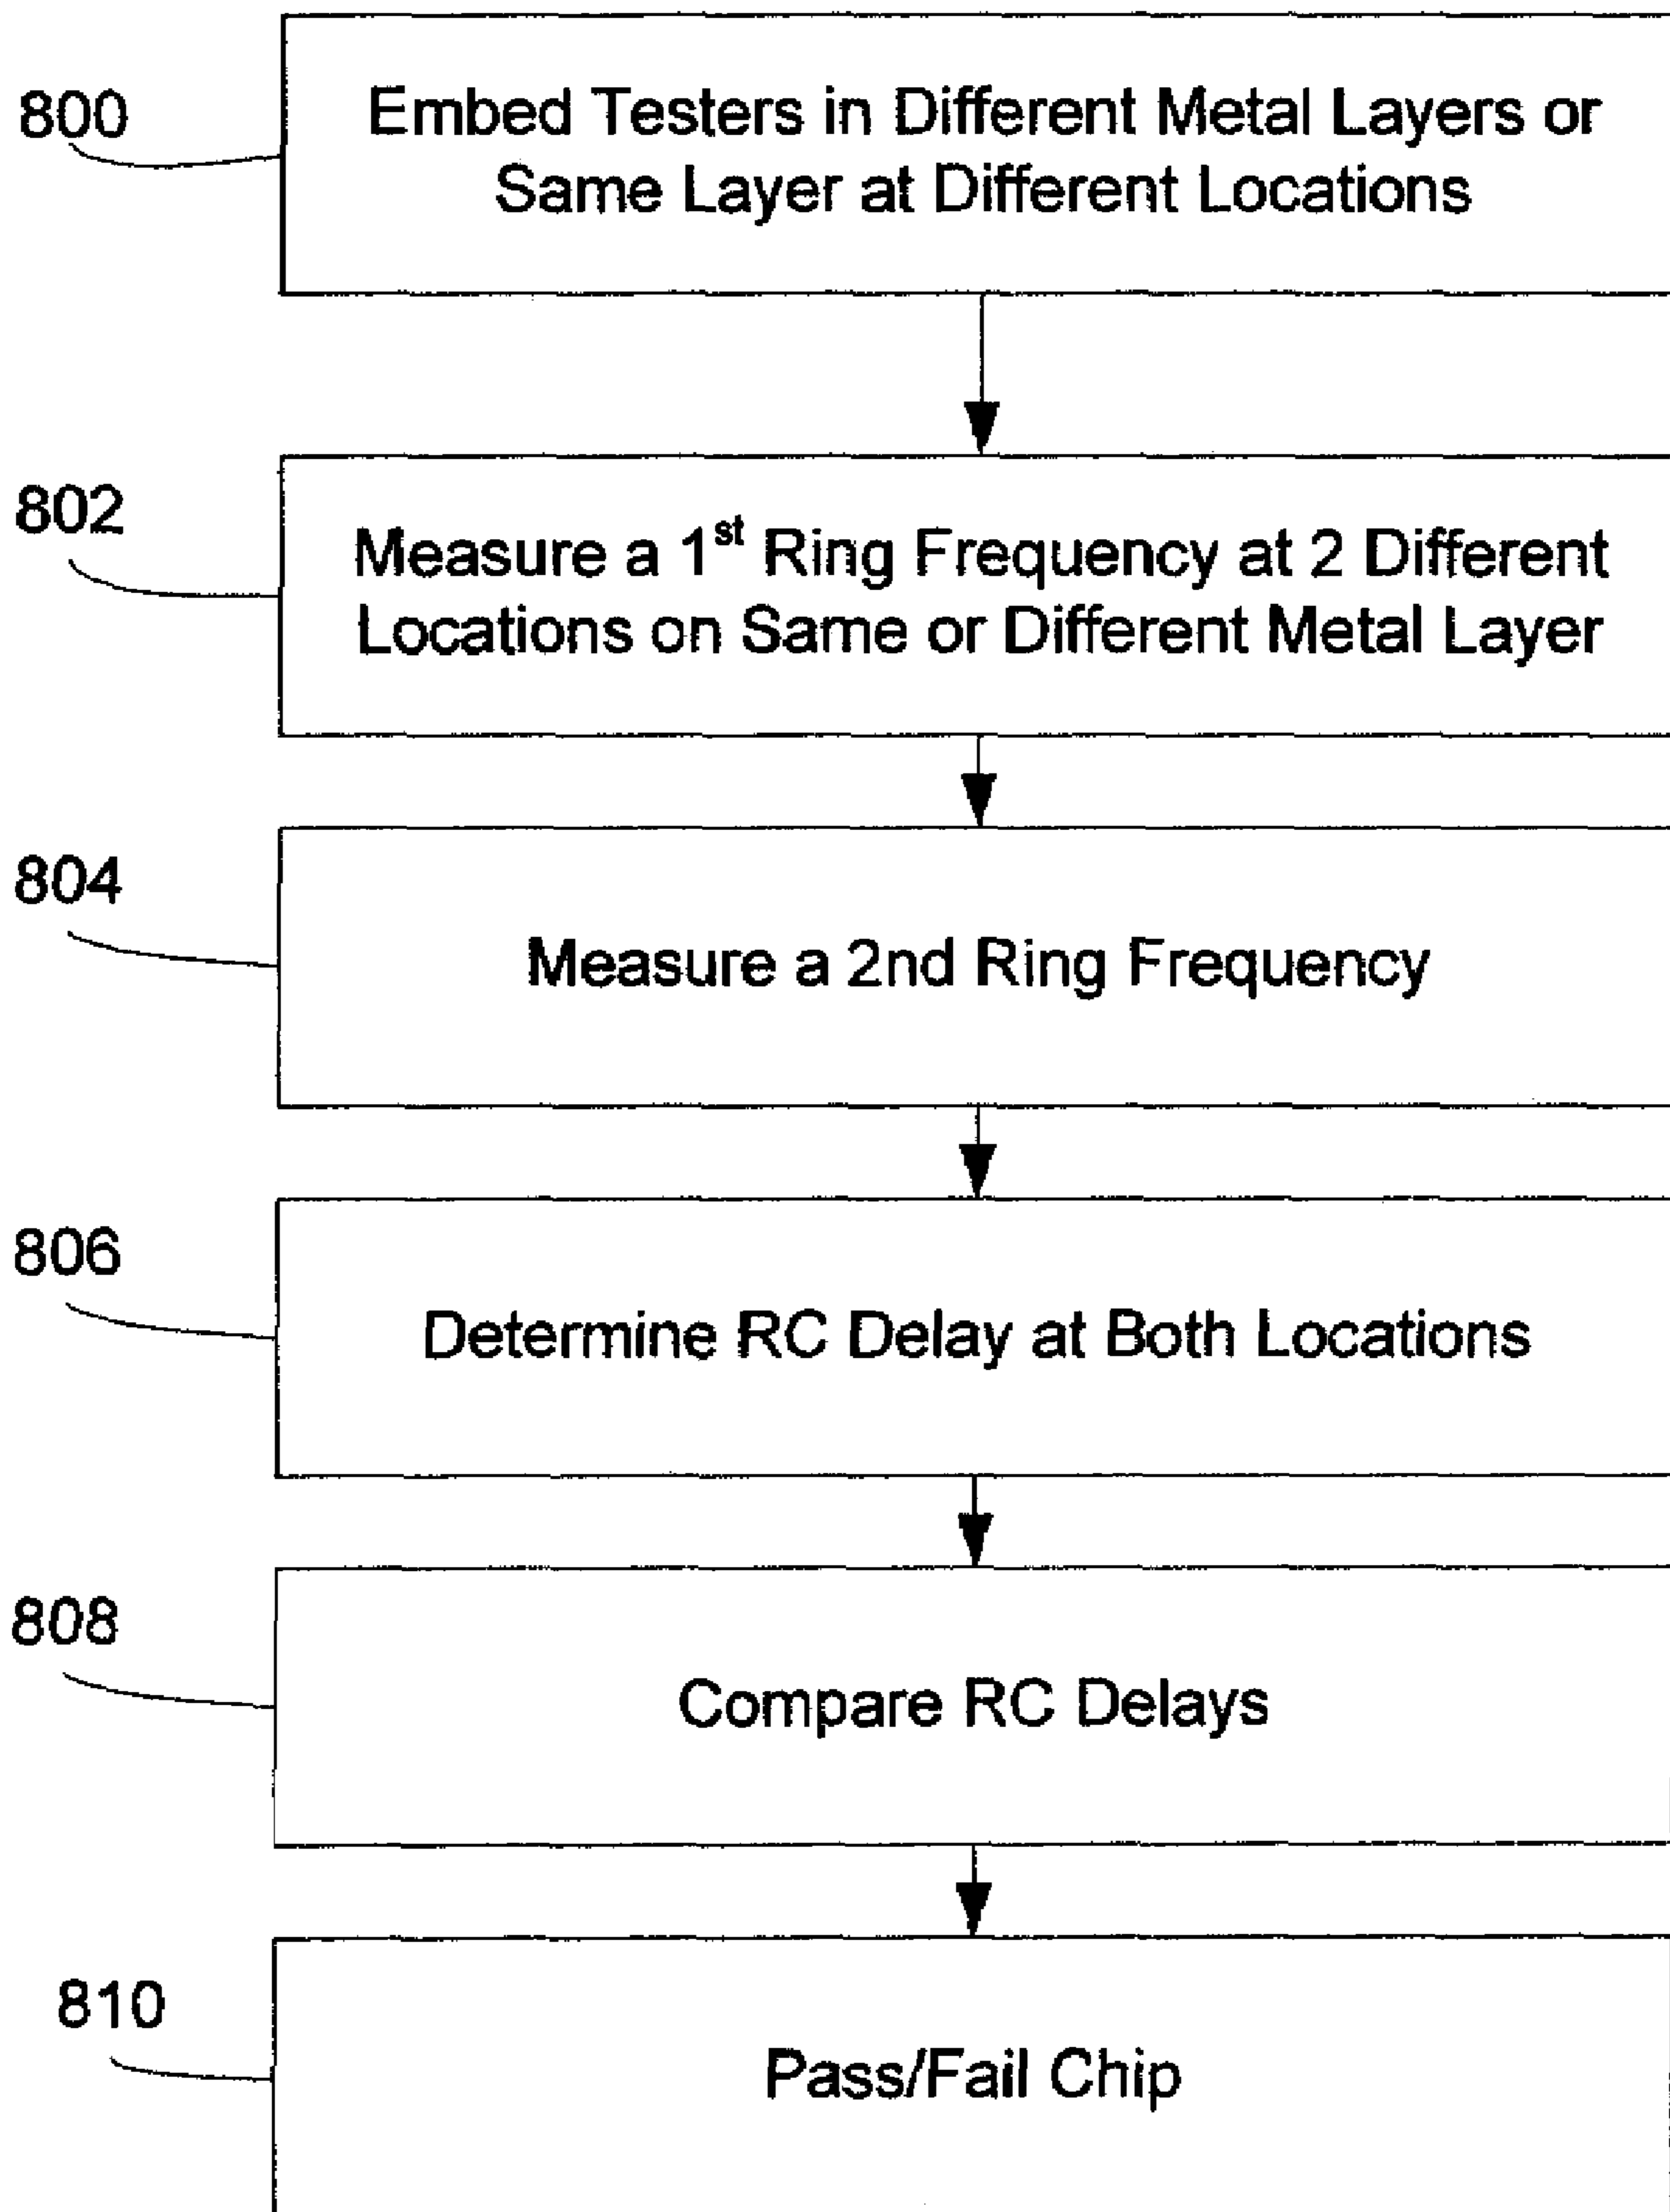 800
Embed Testers in Different Metal Layers or
Same Layer at Different Locations
802
Measure a 1st Ring Frequency at 2 Different
Locations on Same or Different Metal Layer
804
Measure a 2nd Ring Frequency
806
Determine RC Delay at Both Locations
808
Compare RC Delays
810
Pass/Fail Chip